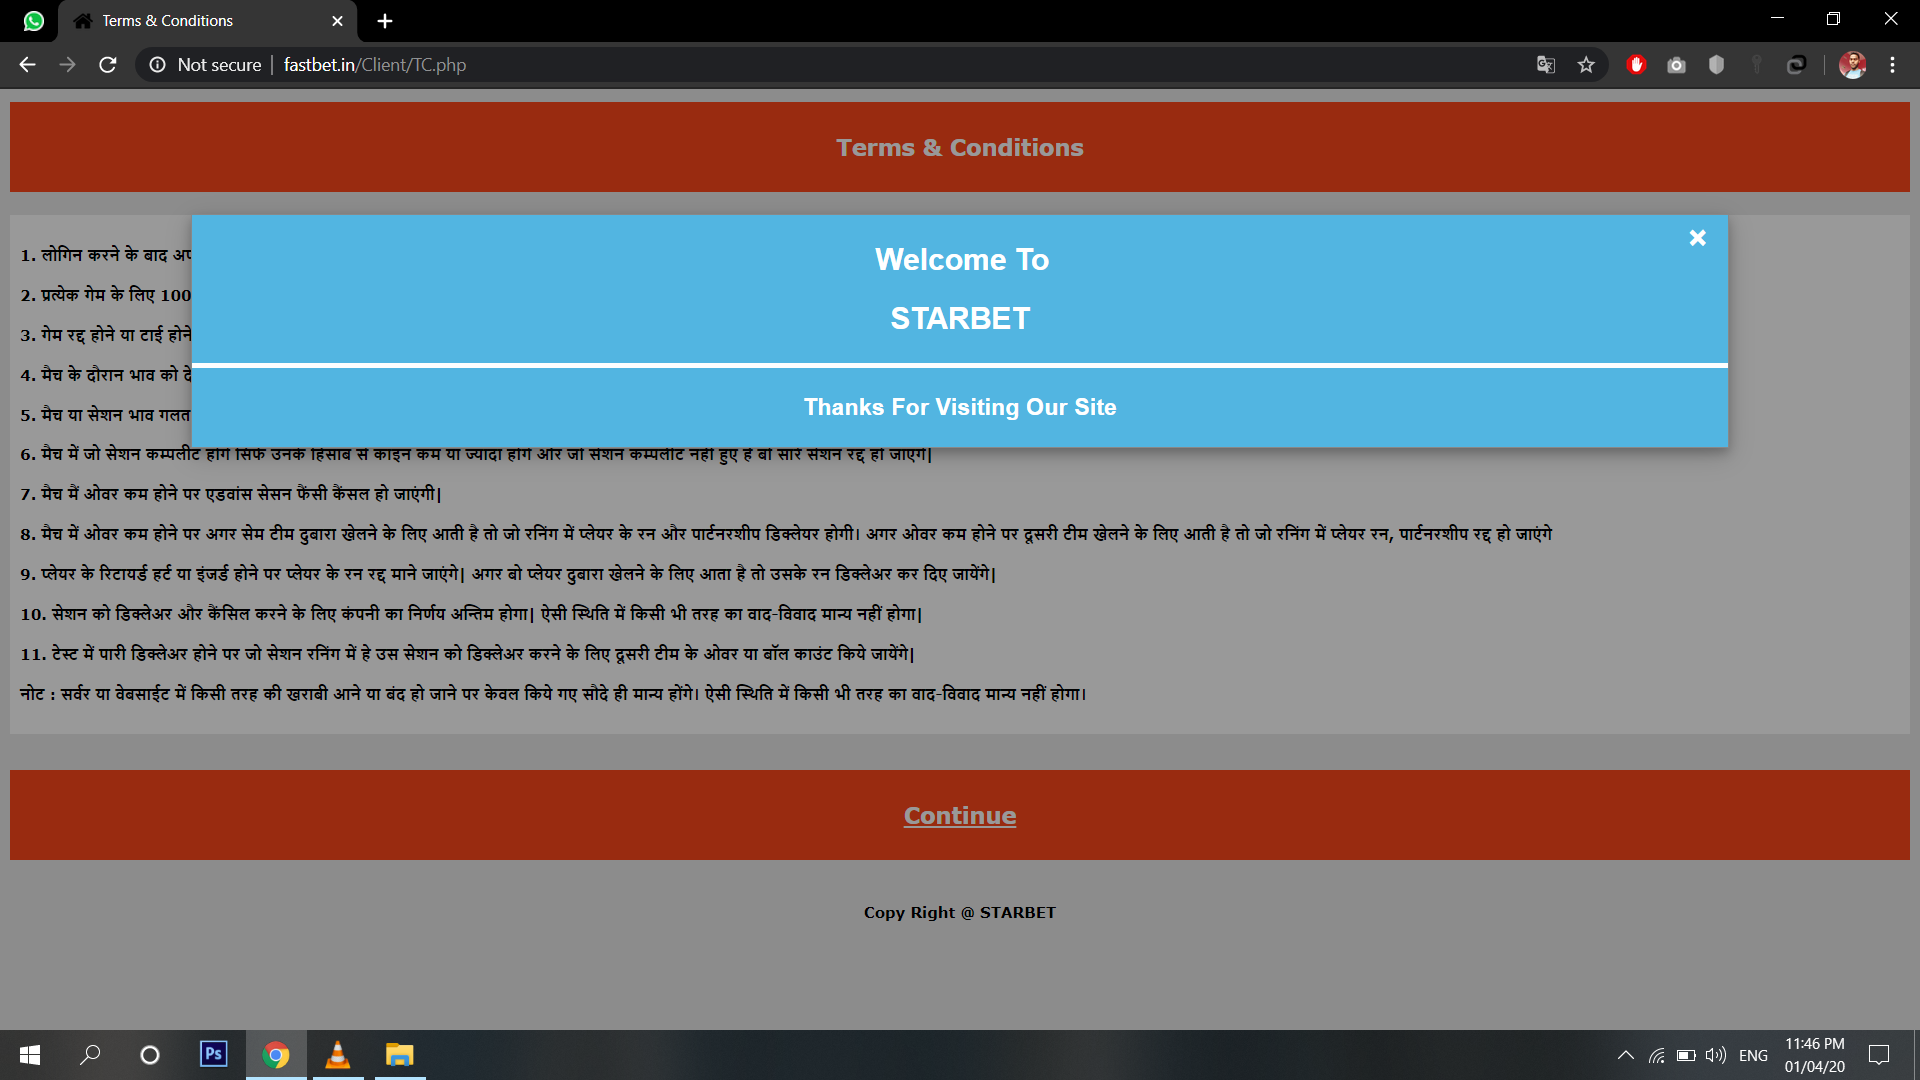 Terms & Conditions
Not secure
fastbet.in/Client/TC.php
Terms & Conditions
Welcome To
STARBET
Thanks For Visiting Our Site
1. लोगिन करने के बाद
2. प्रत्येक गेम के लिए 100
3. गेम रद्द होने या टाई होने
4. मैच के दौरान भाव को
5. मैच या सेशन भाव गलत
6. मैच में जो सेशन कम्पलीट होंगे सिर्फ उनके हिसाब से कमिशन या ज्यादा होंगे और जो सेशन कम्पलीट नहीं हुए हैं बो सारे सेशन रद्द हो जाएंगे|
7. मैच मैं ओवर कम होने पर एडवांस सेसन फैंसी कैंसल हो जाएंगी|
8. मैच में ओवर कम होने पर अगर सेम टीम दुबारा खेलने के लिए आती है तो जो रनिंग में प्लेयर के रन और पार्टनरशीप डिक्लेयर होगी। अगर ओवर कम होने पर दूसरी टीम खेलने के लिए आती है तो जो रनिंग में प्लेयर रन, पार्टनरशीप रद्द हो जाएंगे
9. प्लेयर के रिटायर्ड हर्ट या इंजर्ड होने पर प्लेयर के रन रद्द माने जाएंगे| अगर बो प्लेयर दुबारा खेलने के लिए आता है तो उसके रन डिक्लेअर कर दिए जायेंगे|
10. सेशन को डिक्लेअर और कैंसिल करने के लिए कंपनी का निर्णय अन्तिम होगा| ऐसी स्थिति में किसी भी तरह का वाद-विवाद मान्य नहीं होगा|
11. टेस्ट में पारी डिक्लेअर होने पर जो सेशन रनिंग में हे उस सेशन को डिक्लेअर करने के लिए दूसरी टीम के ओवर या बॉल काउंट किये जायेंगे|
नोट : सर्वर या वेबसाईट में किसी तरह की खराबी आने या बंद हो जाने पर केवल किये गए सौदे ही मान्य होंगे। ऐसी स्थिति में किसी भी तरह का वाद-विवाद मान्य नहीं होगा।
Continue
Copy Right @ STARBET
Ps
ENG
11:46 PM
01/04/20